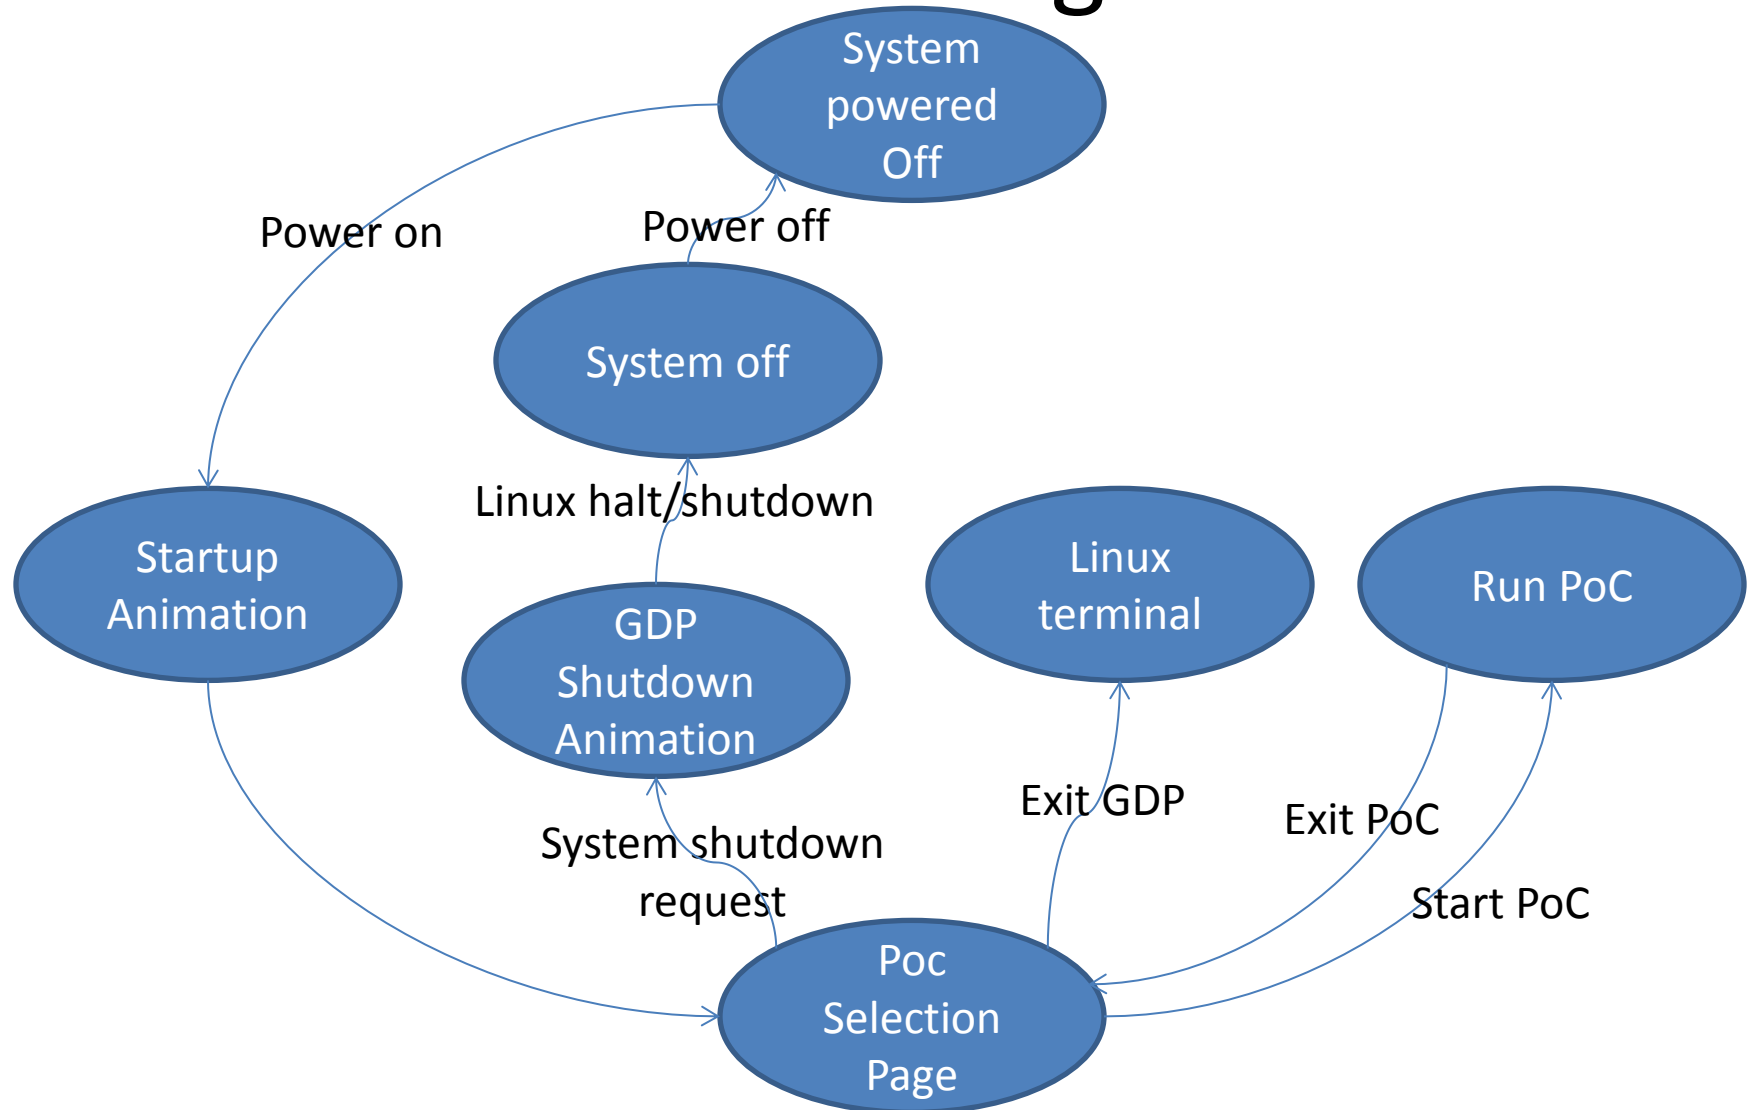 System
powered
Off
Power on
Power off
System off
Linux halt/shutdown
Startup
Animation
GDP
Shutdown
Animation
Linux
terminal
Run PoC
Exit GDP
Exit PoC
System shutdown
request
Start PoC
Poc
Selection
Page